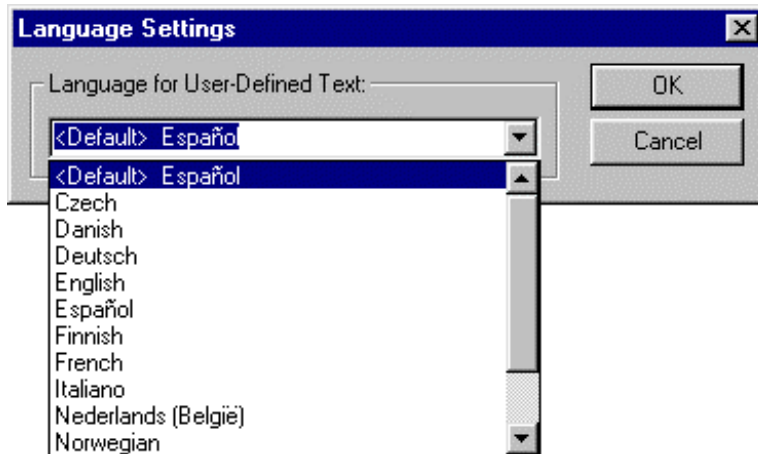 Language Settings
Language for User-Defined Text:
OK
<Default> Español
Cancel
<Default> Español
Czech
Danish
Deutsch
English
Español
Finnish
French
Italiano
Nederlands (België)
Norwegian